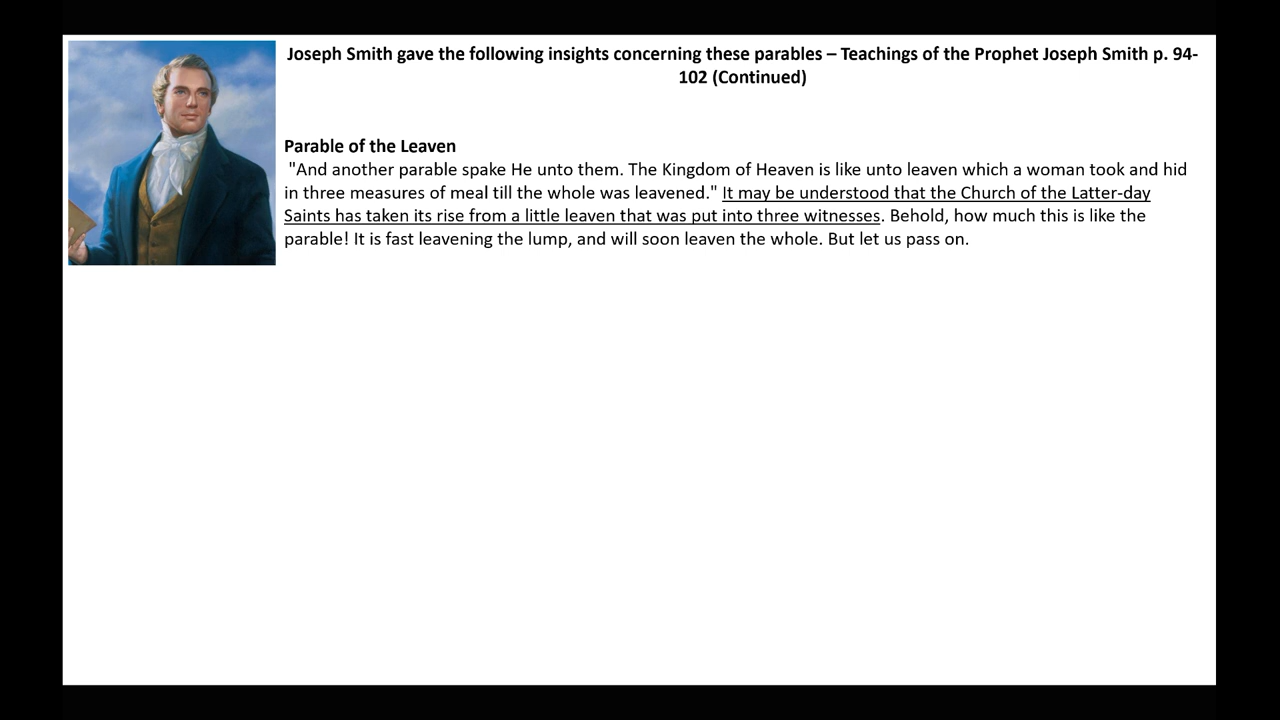 Joseph Smith gave the following insights concerning these parables – Teachings of the Prophet Joseph Smith p. 94-
102 (Continued)
Parable of the Leaven
"And another parable spake He unto them. The Kingdom of Heaven is like unto leaven which a woman took and hid
in three measures of meal till the whole was leavened." It may be understood that the Church of the Latter-day
Saints has taken its rise from a little leaven that was put into three witnesses. Behold, how much this is like the
parable! It is fast leavening the lump, and will soon leaven the whole. But let us pass on.